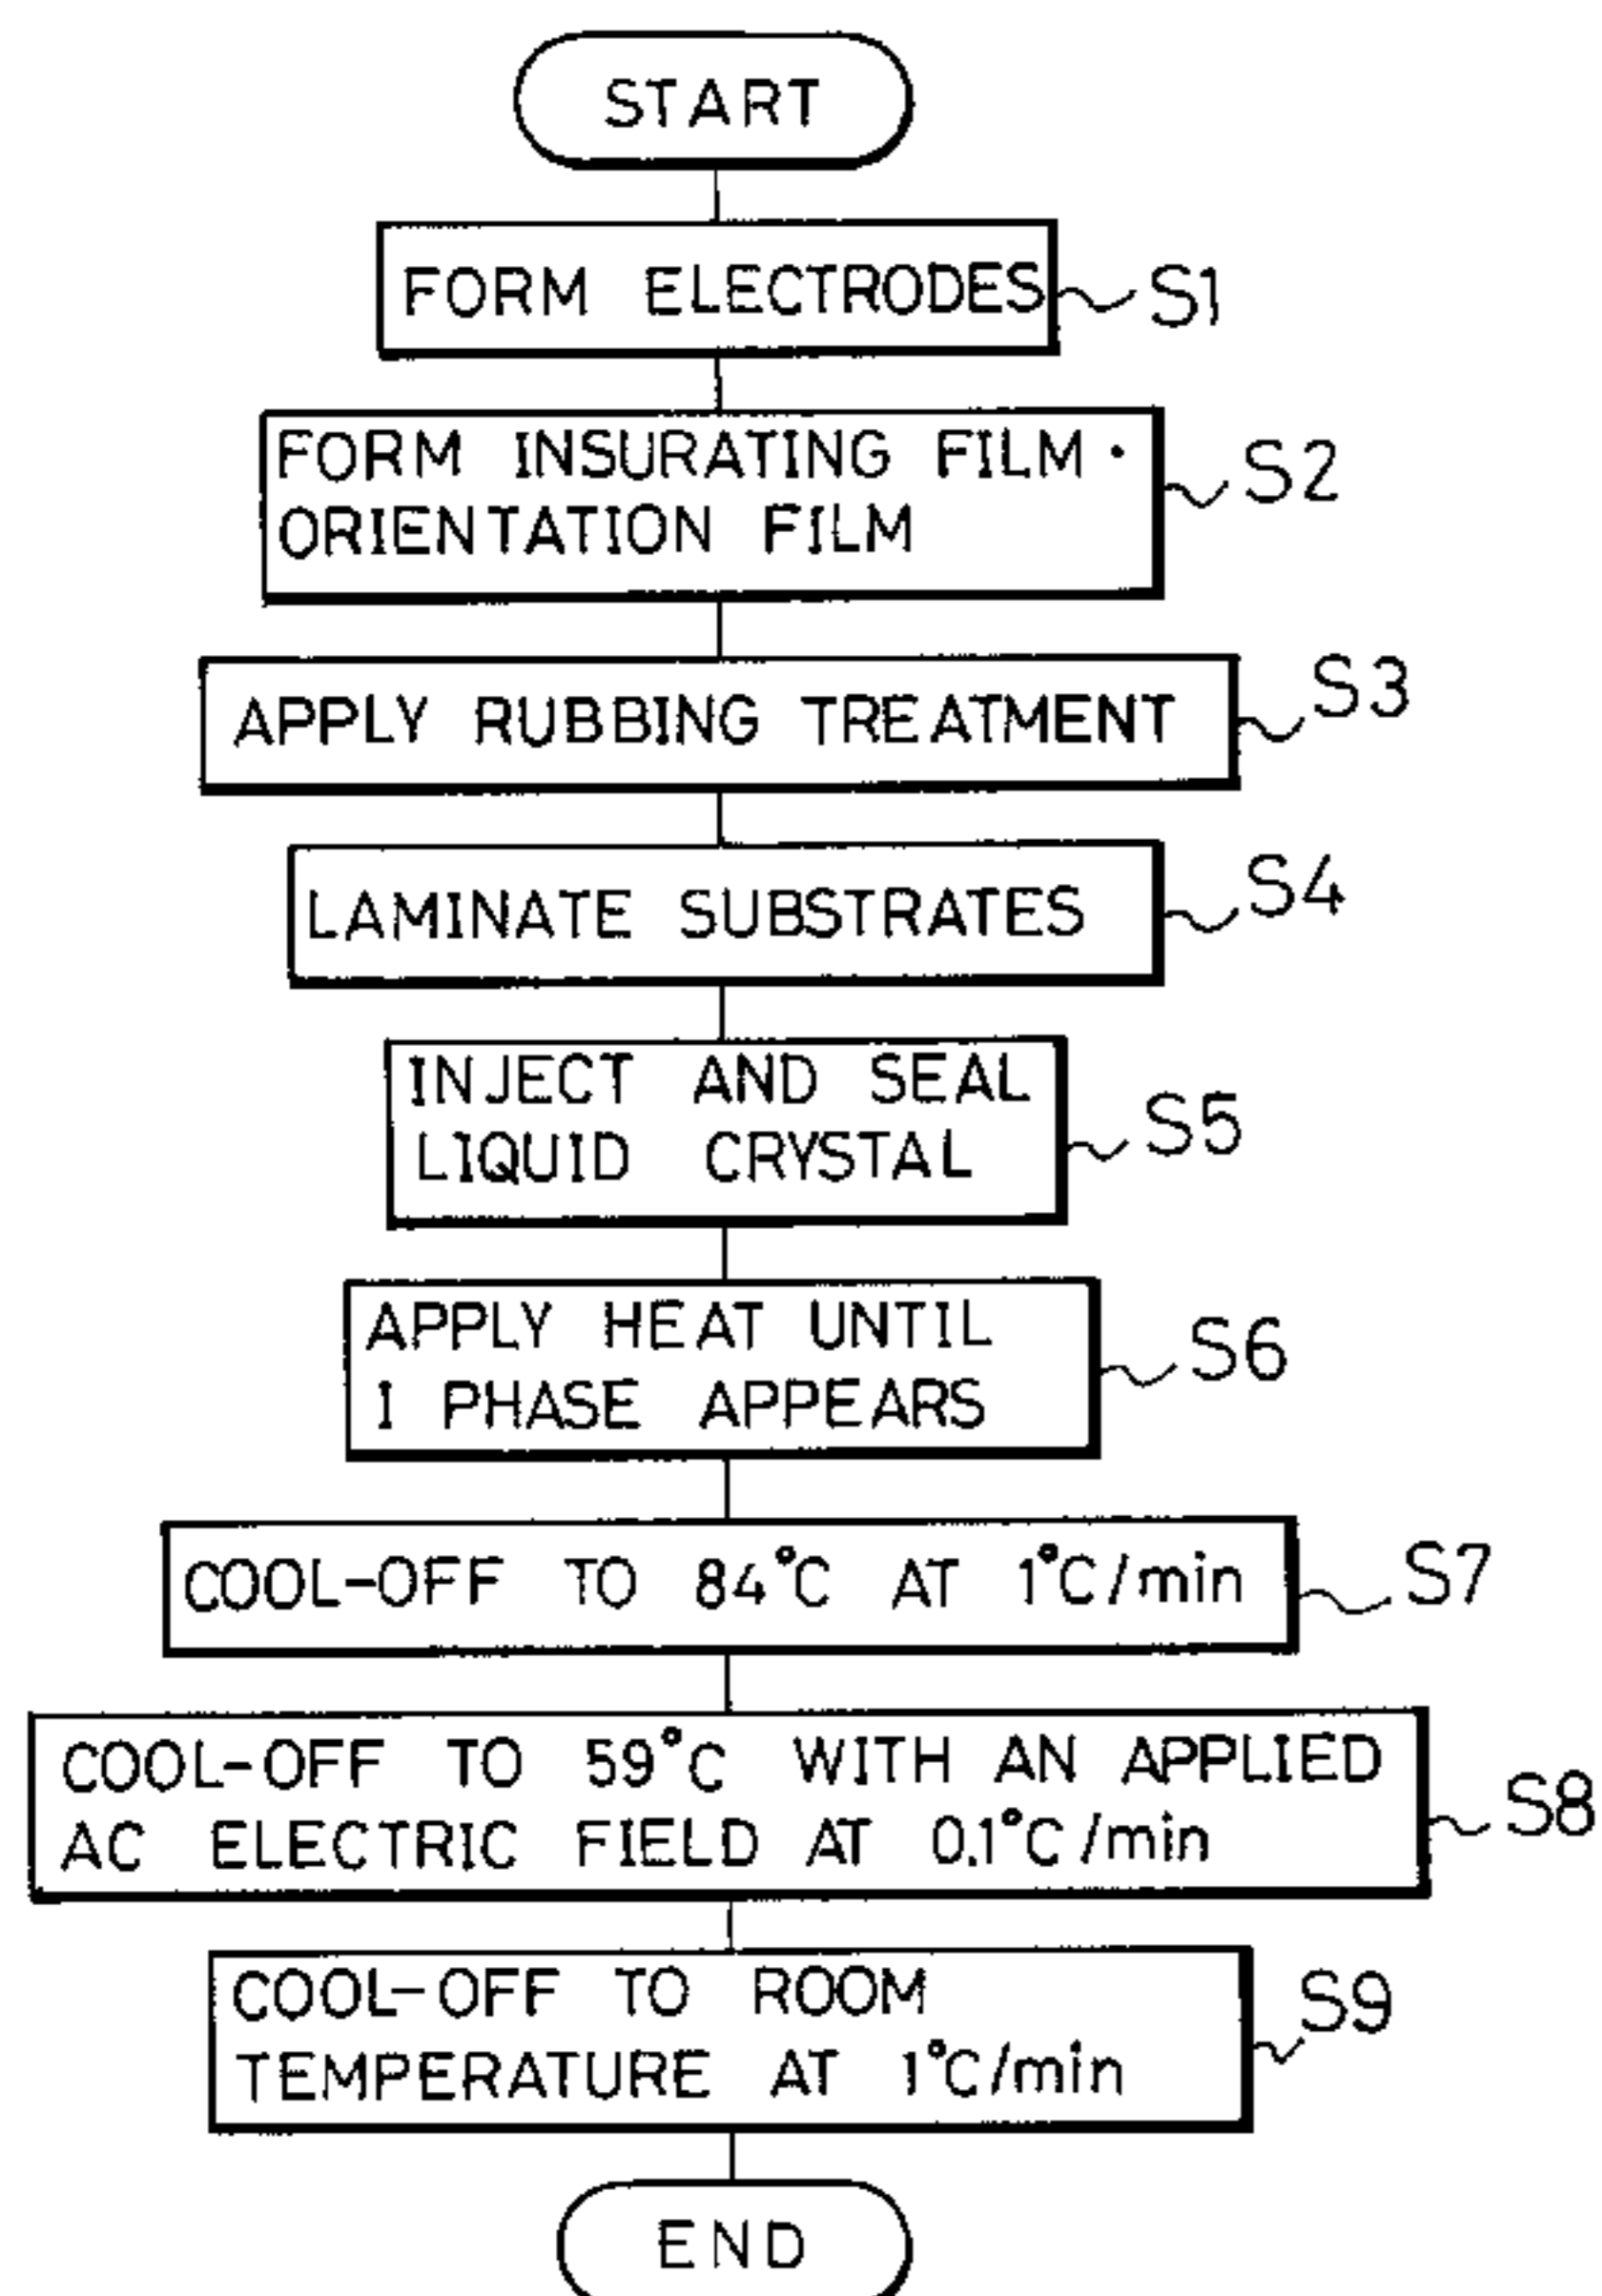 START
FORM ELECTRODES S1
FORM INSURATING FILM・
ORIENTATION FILM
S2
APPLY RUBBING TREATMENT S3
LAMINATE SUBSTRATES S4
INJECT AND SEAL
LIQUID CRYSTAL
S5
APPLY HEAT UNTIL
I PHASE APPEARS
S6
COOL-OFF TO 84°C AT 1°C/min S7
COOL-OFF TO 59°C WITH AN APPLIED
AC ELECTRIC FIELD AT 0.1°C/min
S8
COOL-OFF TO ROOM
TEMPERATURE AT 1°C/min
S9
END